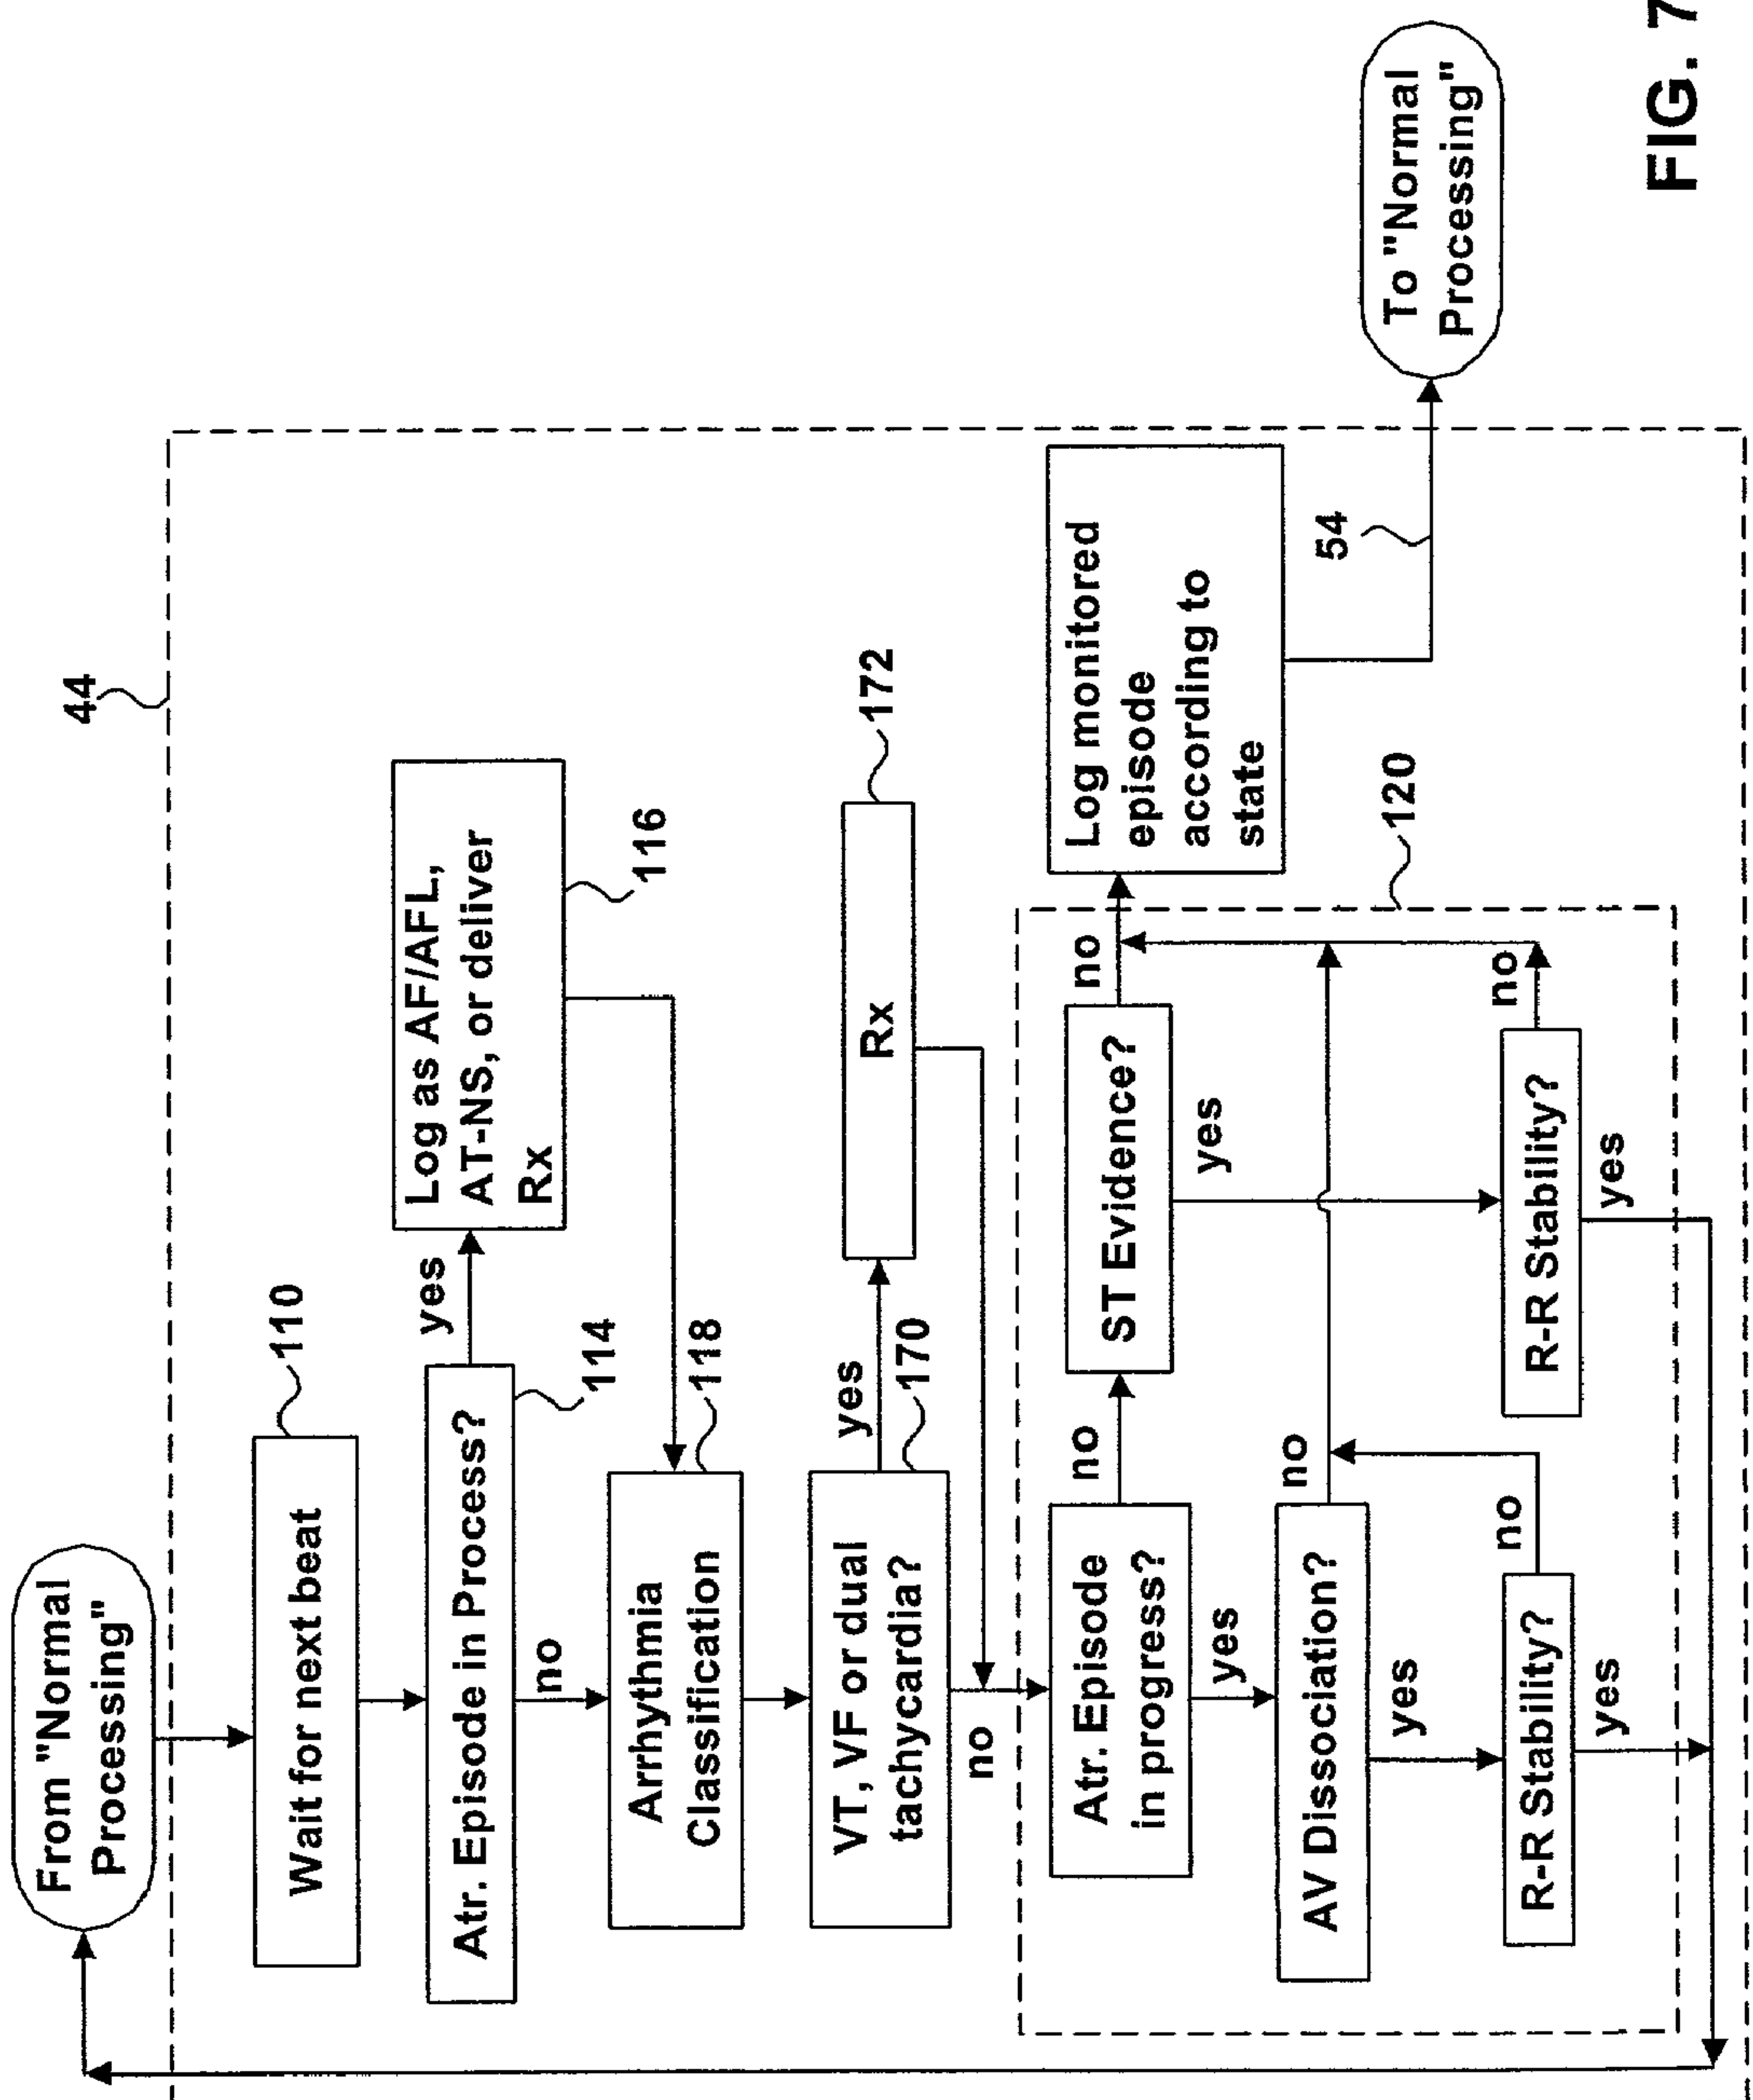 From "Normal
Processing"
44
Wait for next beat
110
Atr. Episode in Process?
114
yes
Log as AF/AFL,
AT-NS, or deliver
Rx
116
no
Arrhythmia
Classification
118
VT, VF or dual
tachycardia?
170
yes
Rx
172
no
Atr. Episode
in progress?
no
ST Evidence?
no
Log monitored
episode
according to
state
54
To "Normal
Processing"
120
yes
AV Dissociation?
no
yes
yes
R-R Stability?
no
R-R Stability?
no
yes
yes
FIG. 7